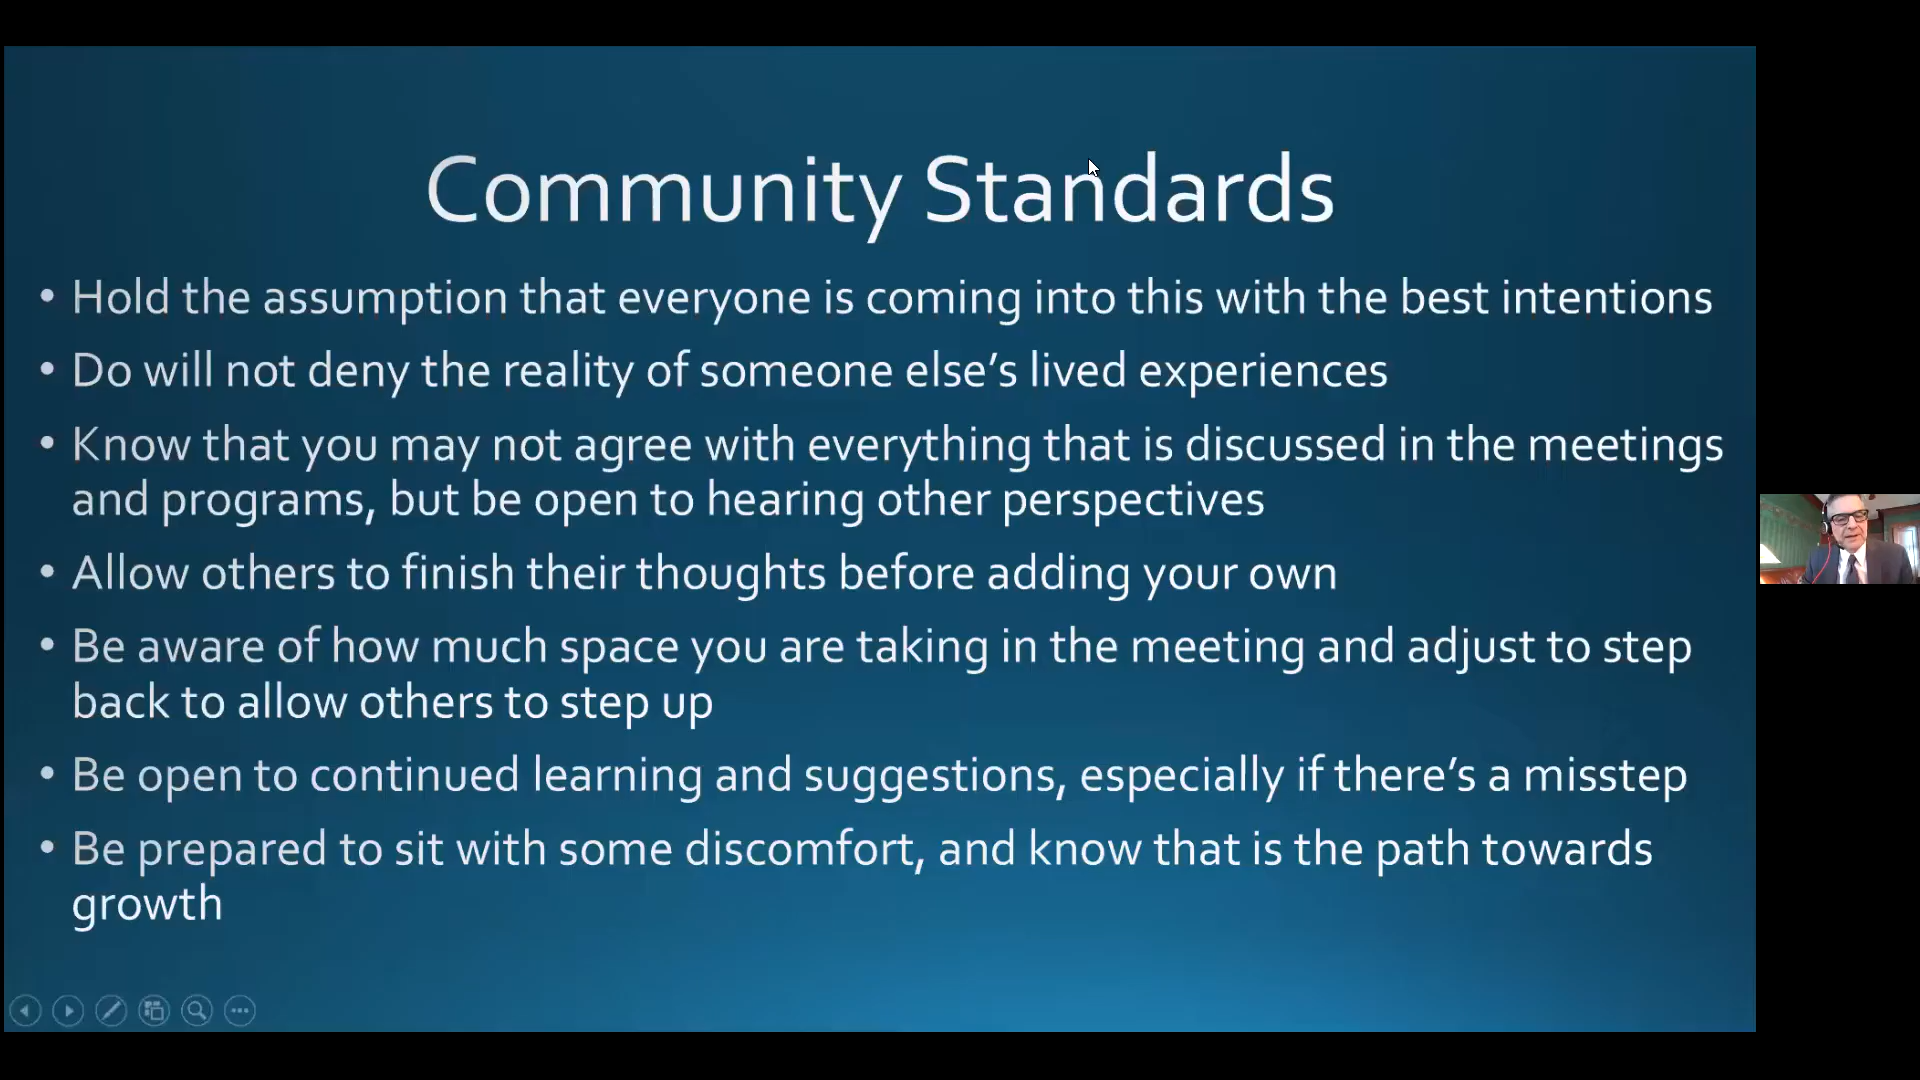 Community Standards
• Hold the assumption that everyone is coming into this with the best intentions
• Do will not deny the reality of someone else’s lived experiences
• Know that you may not agree with everything that is discussed in the meetings
and programs, but be open to hearing other perspectives
• Allow others to finish their thoughts before adding your own
• Be aware of how much space you are taking in the meeting and adjust to step
back to allow others to step up
• Be open to continued learning and suggestions, especially if there’s a misstep
• Be prepared to sit with some discomfort, and know that is the path towards
growth